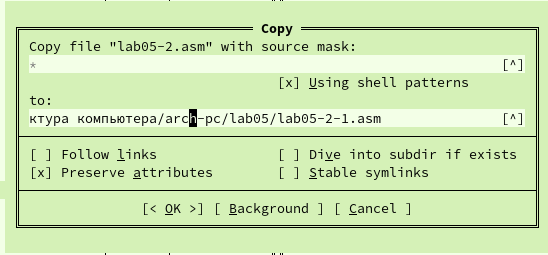 Copy
Copy file "lab05-2.asm" with source mask:
* [^]
[x] Using shell patterns
to:
ктура компьютера/arch-pc/lab05/lab05-2-1.asm [^]
[ ] Follow links [ ] Dive into subdir if exists
[x] Preserve attributes [ ] Stable symlinks
[< OK >] [ Background ] [ Cancel ]